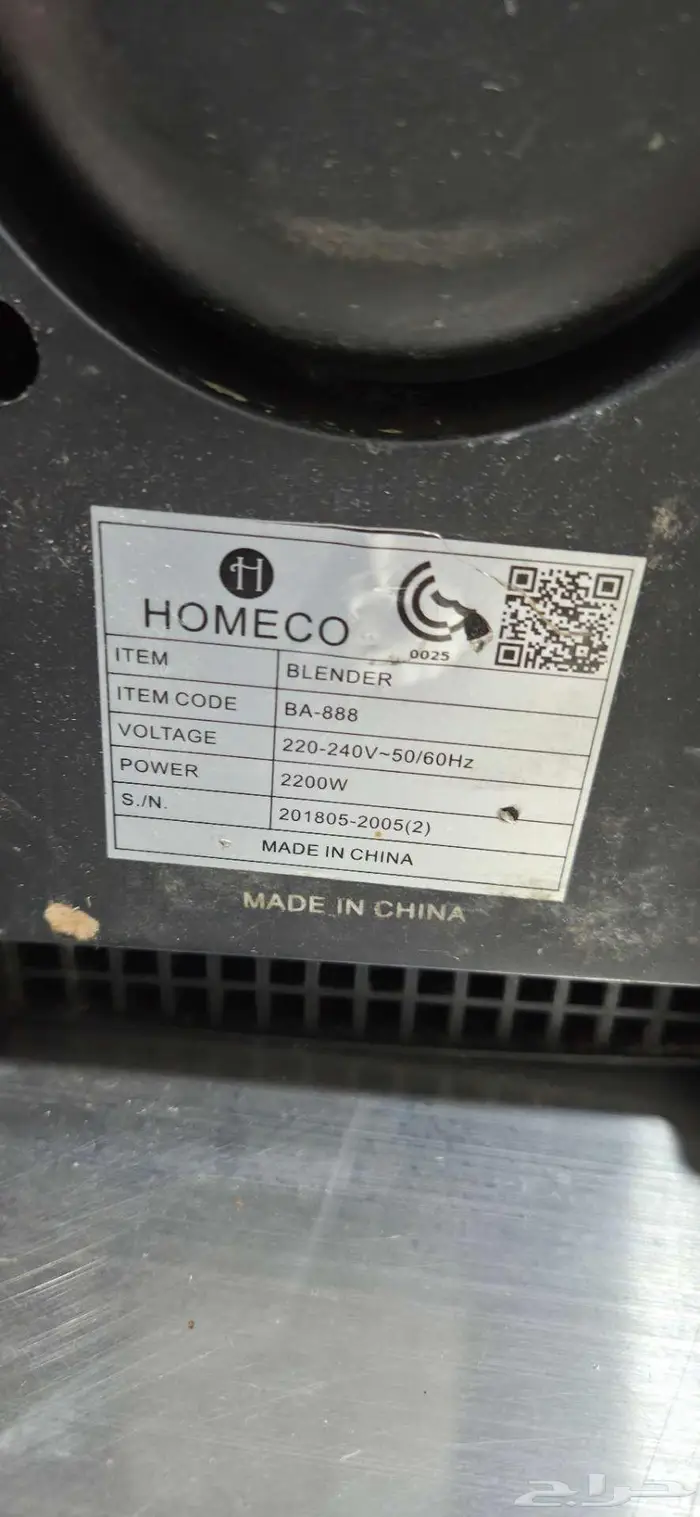 H
HOMECO
0025
ITEM BLENDER
ITEM CODE BA-888
VOLTAGE 220-240V~50/60Hz
POWER 2200W
S./N. 201805-2005(2)
MADE IN CHINA
MADE IN CHINA
حراج